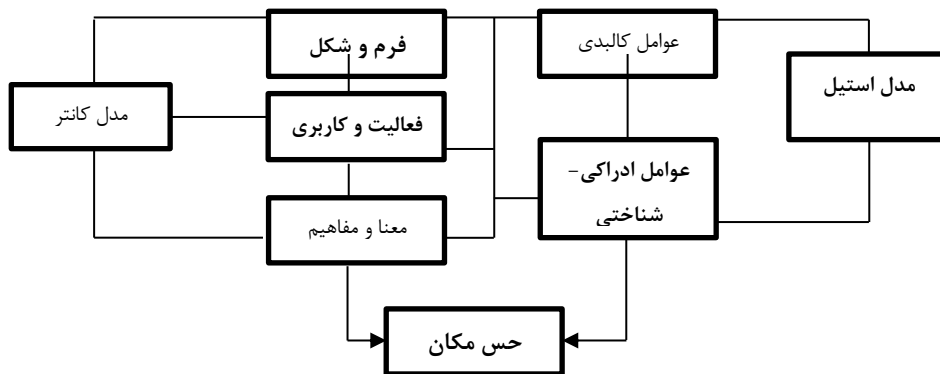 فرم و شکل
عوامل کالبدی
مدل استیل
مدل کانتر
فعالیت و کاربری
عوامل ادراکی-
شناختی
معنا و مفاهیم
حس مکان